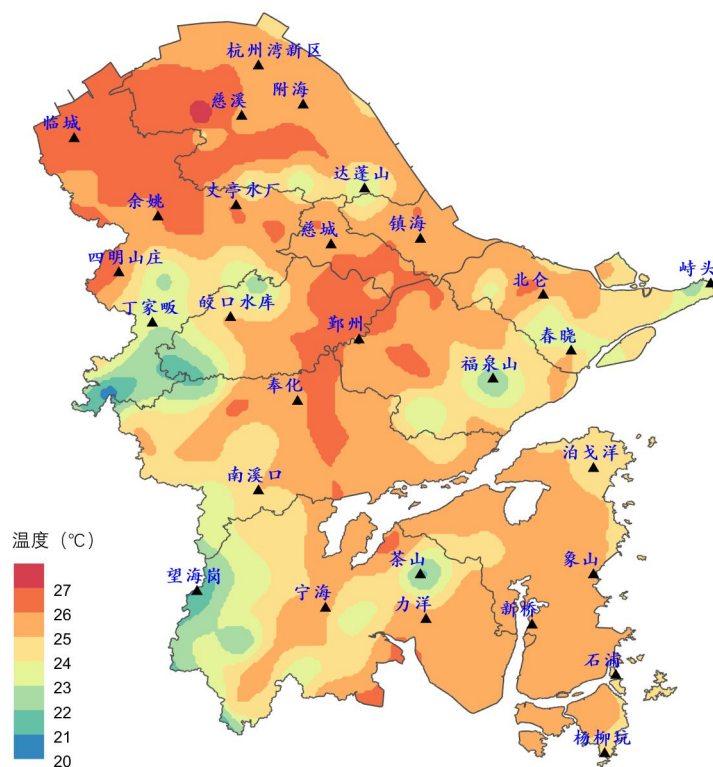 杭州湾新区
附海
慈溪
临城
达蓬山
丈亭水厂
余姚
镇海
慈城
四明山庄
北仑
峙头
丁家畈
皎口水库
鄞州
春晓
福泉山
奉化
泊戈洋
南溪口
温度（℃）
27
26
25
24
23
22
21
20
望海岗
茶山
象山
宁海
力洋
新桥
石浦
杨柳坑